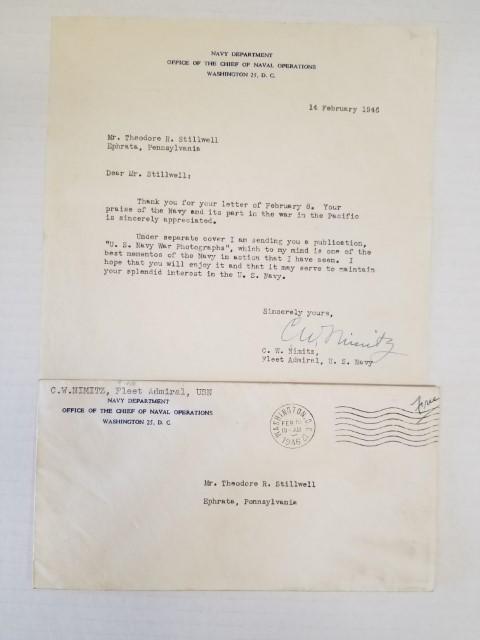 NAVY DEPARTMENT
OFFICE OF THE CHIEF OF NAVAL OPERATIONS
WASHINGTON 25, D. C.
14 February 1946
Mr. Theodore R. Stillwell
Ephrata, Pennsylvania
Dear Mr. Stillwell:
Thank you for your letter of February 8. Your
praise of the Navy and its part in the war in the Pacific
is sincerely appreciated.
Under separate cover I am sending you a publication,
"U. S. Navy War Photographs", which to my mind is one of the
best mementos of the Navy in action that I have seen. I
hope that you will enjoy it and that it may serve to maintain
your splendid interest in the U. S. Navy.
Sincerely yours,
C.W. Nimitz
C. W. Nimitz,
Fleet Admiral, U. S. Navy
C.W.NIMITZ, Fleet Admiral, USN
NAVY DEPARTMENT
OFFICE OF THE CHIEF OF NAVAL OPERATIONS
WASHINGTON 25, D. C.
Free
WASHINGTON, D.C.
FEB
10-AM
1946
Mr. Theodore R. Stillwell
Ephrata, Pennsylvania